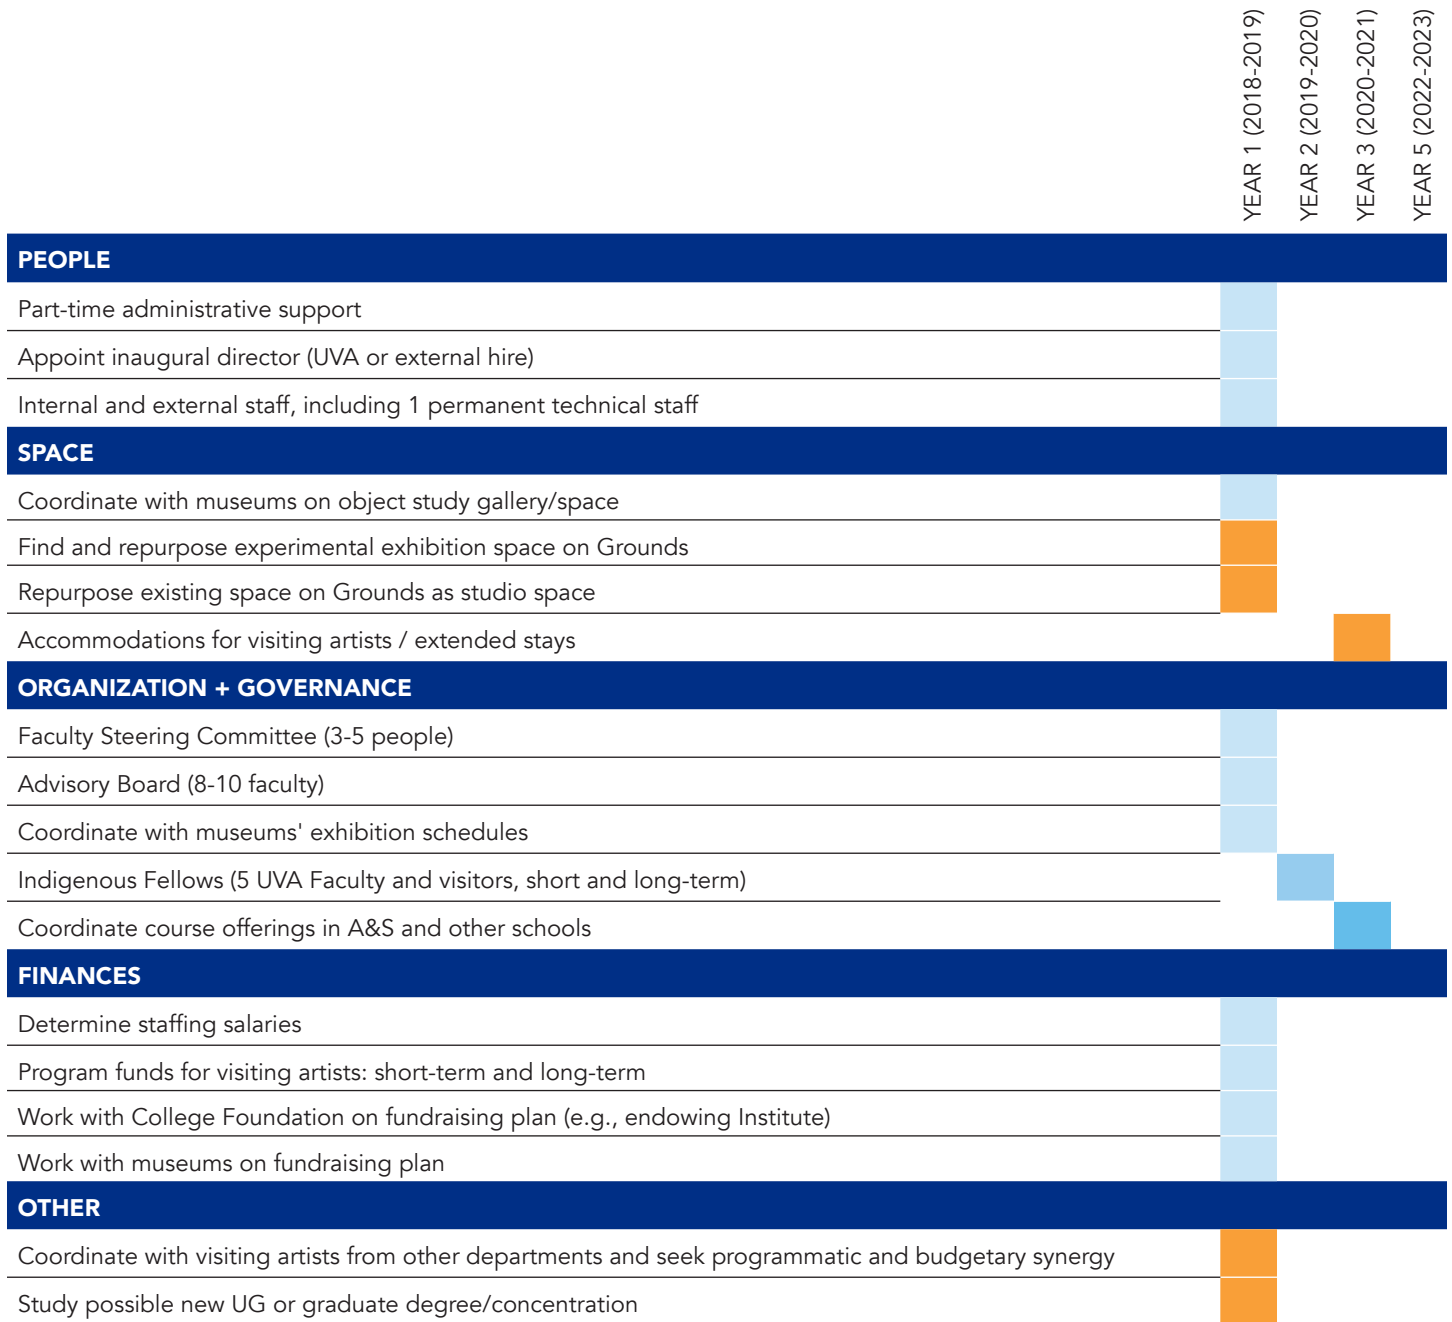 YEAR 1 (2018-2019)
YEAR 2 (2019-2020)
YEAR 3 (2020-2021)
YEAR 5 (2022-2023)
PEOPLE
Part-time administrative support
Appoint inaugural director (UVA or external hire)
Internal and external staff, including 1 permanent technical staff
SPACE
Coordinate with museums on object study gallery/space
Find and repurpose experimental exhibition space on Grounds
Repurpose existing space on Grounds as studio space
Accommodations for visiting artists / extended stays
ORGANIZATION + GOVERNANCE
Faculty Steering Committee (3-5 people)
Advisory Board (8-10 faculty)
Coordinate with museums' exhibition schedules
Indigenous Fellows (5 UVA Faculty and visitors, short and long-term)
Coordinate course offerings in A&S and other schools
FINANCES
Determine staffing salaries
Program funds for visiting artists: short-term and long-term
Work with College Foundation on fundraising plan (e.g., endowing Institute)
Work with museums on fundraising plan
OTHER
Coordinate with visiting artists from other departments and seek programmatic and budgetary synergy
Study possible new UG or graduate degree/concentration